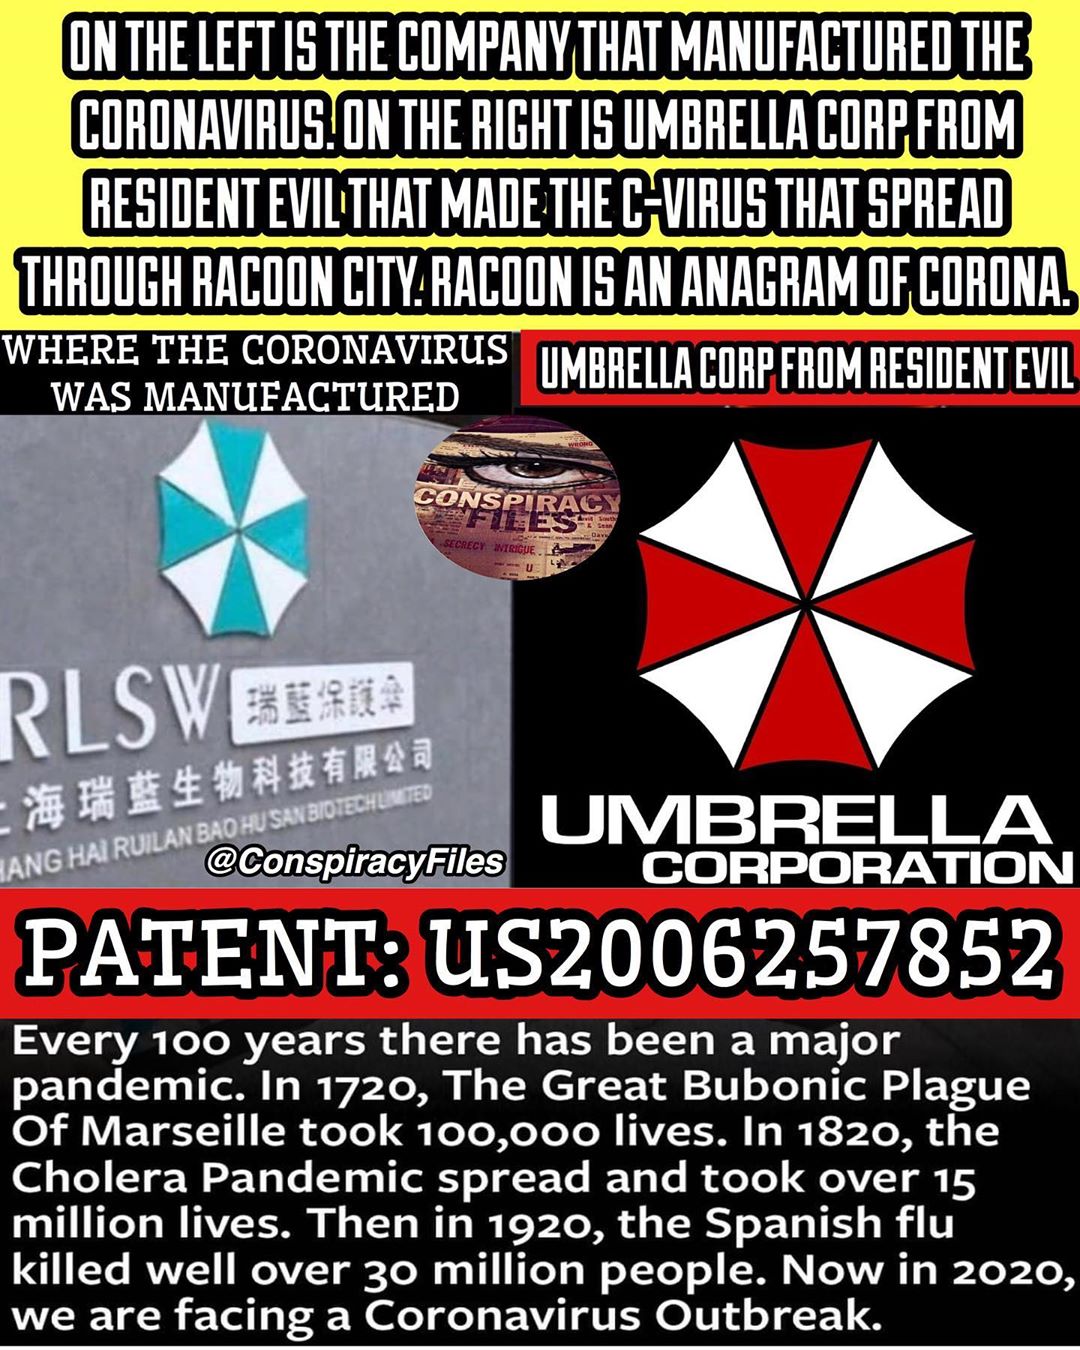 ON THE LEFT IS THE COMPANY THAT MANUFACTURED THE
CORONAVIRUS. ON THE RIGHT IS UMBRELLA CORP FROM
RESIDENT EVIL THAT MADE THE C-VIRUS THAT SPREAD
THROUGH RACOON CITY. RACOON IS AN ANAGRAM OF CORONA.
WHERE THE CORONAVIRUS
WAS MANUFACTURED
UMBRELLA CORP FROM RESIDENT EVIL
WRONG
CONSPIRACY
FILES
SECRECY INTRIGUE
RLSW 瑞藍保護傘
上海瑞藍生物科技有限公司
HANG HAI RUILAN BAO HU SAN BIOTECH LIMITED
@ConspiracyFiles
UMBRELLA
CORPORATION
PATENT: US2006257852
Every 100 years there has been a major
pandemic. In 1720, The Great Bubonic Plague
Of Marseille took 100,000 lives. In 1820, the
Cholera Pandemic spread and took over 15
million lives. Then in 1920, the Spanish flu
killed well over 30 million people. Now in 2020,
we are facing a Coronavirus Outbreak.